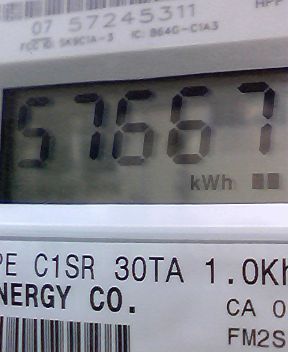 07 57245311
FCC ID: SK9C1A-3 IC: 864G-C1A3
57667
kWh
PE C1SR 30TA 1.0Kh
NERGY CO.
CA 0
FM2S